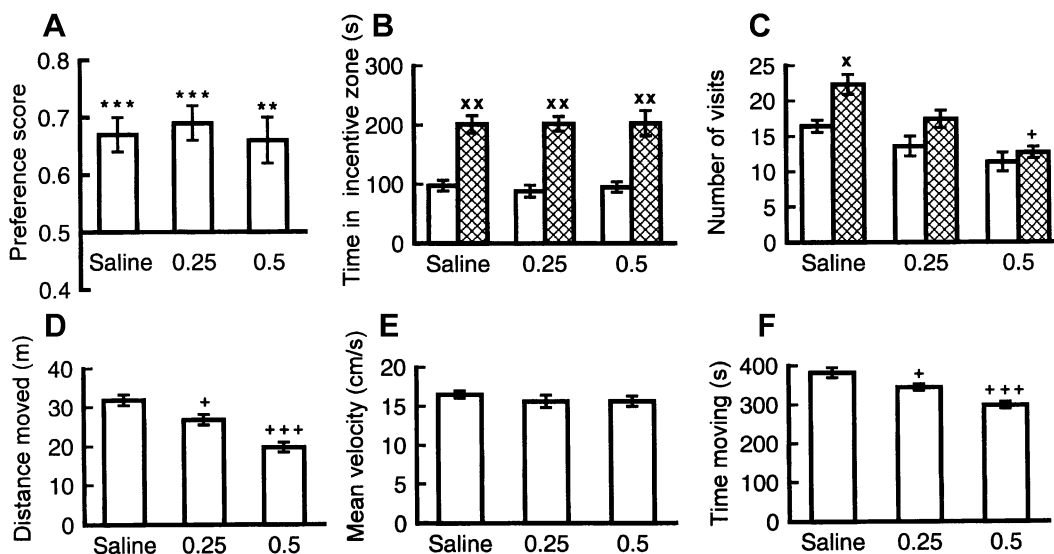 A
Preference score
0.8
0.7
0.6
0.5
0.4
***
***
**
Saline 0.25 0.5
B
Time in incentive zone (s)
300
200
100
0
xx
xx
xx
Saline 0.25 0.5
C
Number of visits
25
20
15
10
5
0
x
+
Saline 0.25 0.5
D
Distance moved (m)
40
30
20
10
0
+
+++
Saline 0.25 0.5
E
Mean velocity (cm/s)
20
15
10
5
0
Saline 0.25 0.5
F
Time moving (s)
400
300
200
100
0
+
+++
Saline 0.25 0.5